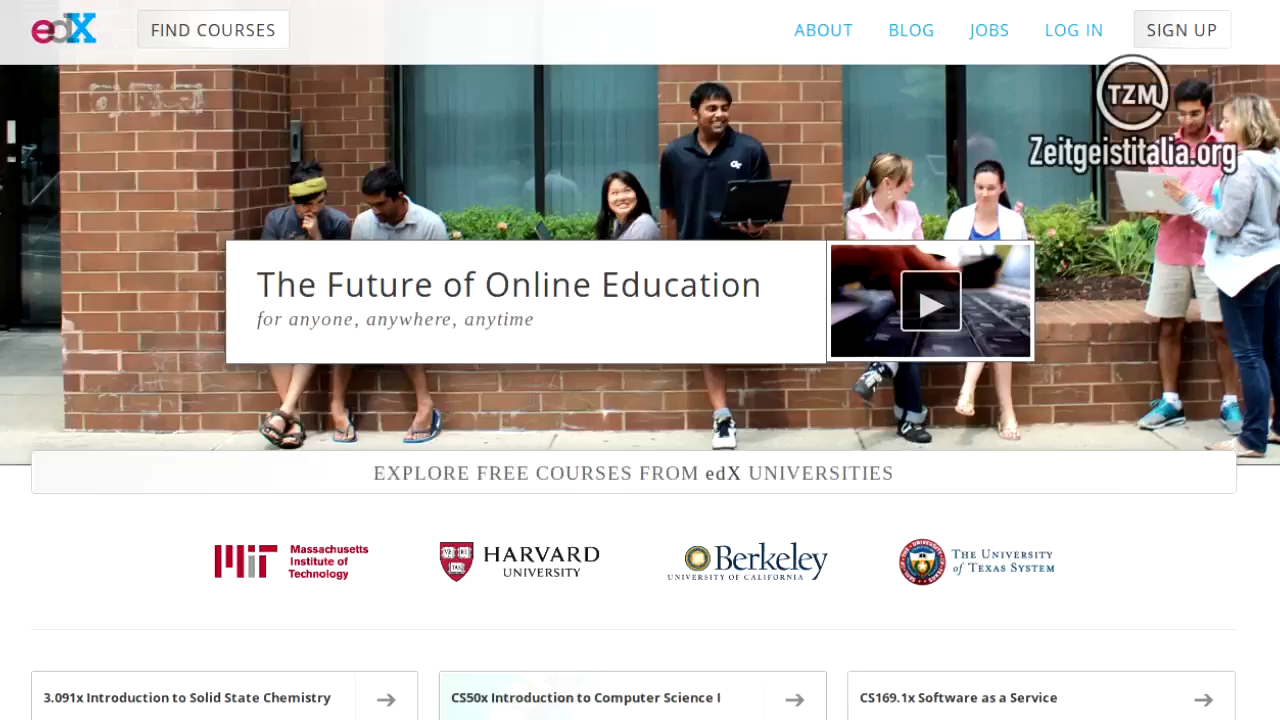 edX
FIND COURSES
ABOUT
BLOG
JOBS
LOG IN
SIGN UP
TZM
Zeitgeistitalia.org
The Future of Online Education
for anyone, anywhere, anytime
EXPLORE FREE COURSES FROM edX UNIVERSITIES
MIT
Massachusetts
Institute of
Technology
HARVARD
UNIVERSITY
Berkeley
UNIVERSITY OF CALIFORNIA
THE UNIVERSITY
of TEXAS SYSTEM
3.091x Introduction to Solid State Chemistry
CS50x Introduction to Computer Science I
CS169.1x Software as a Service